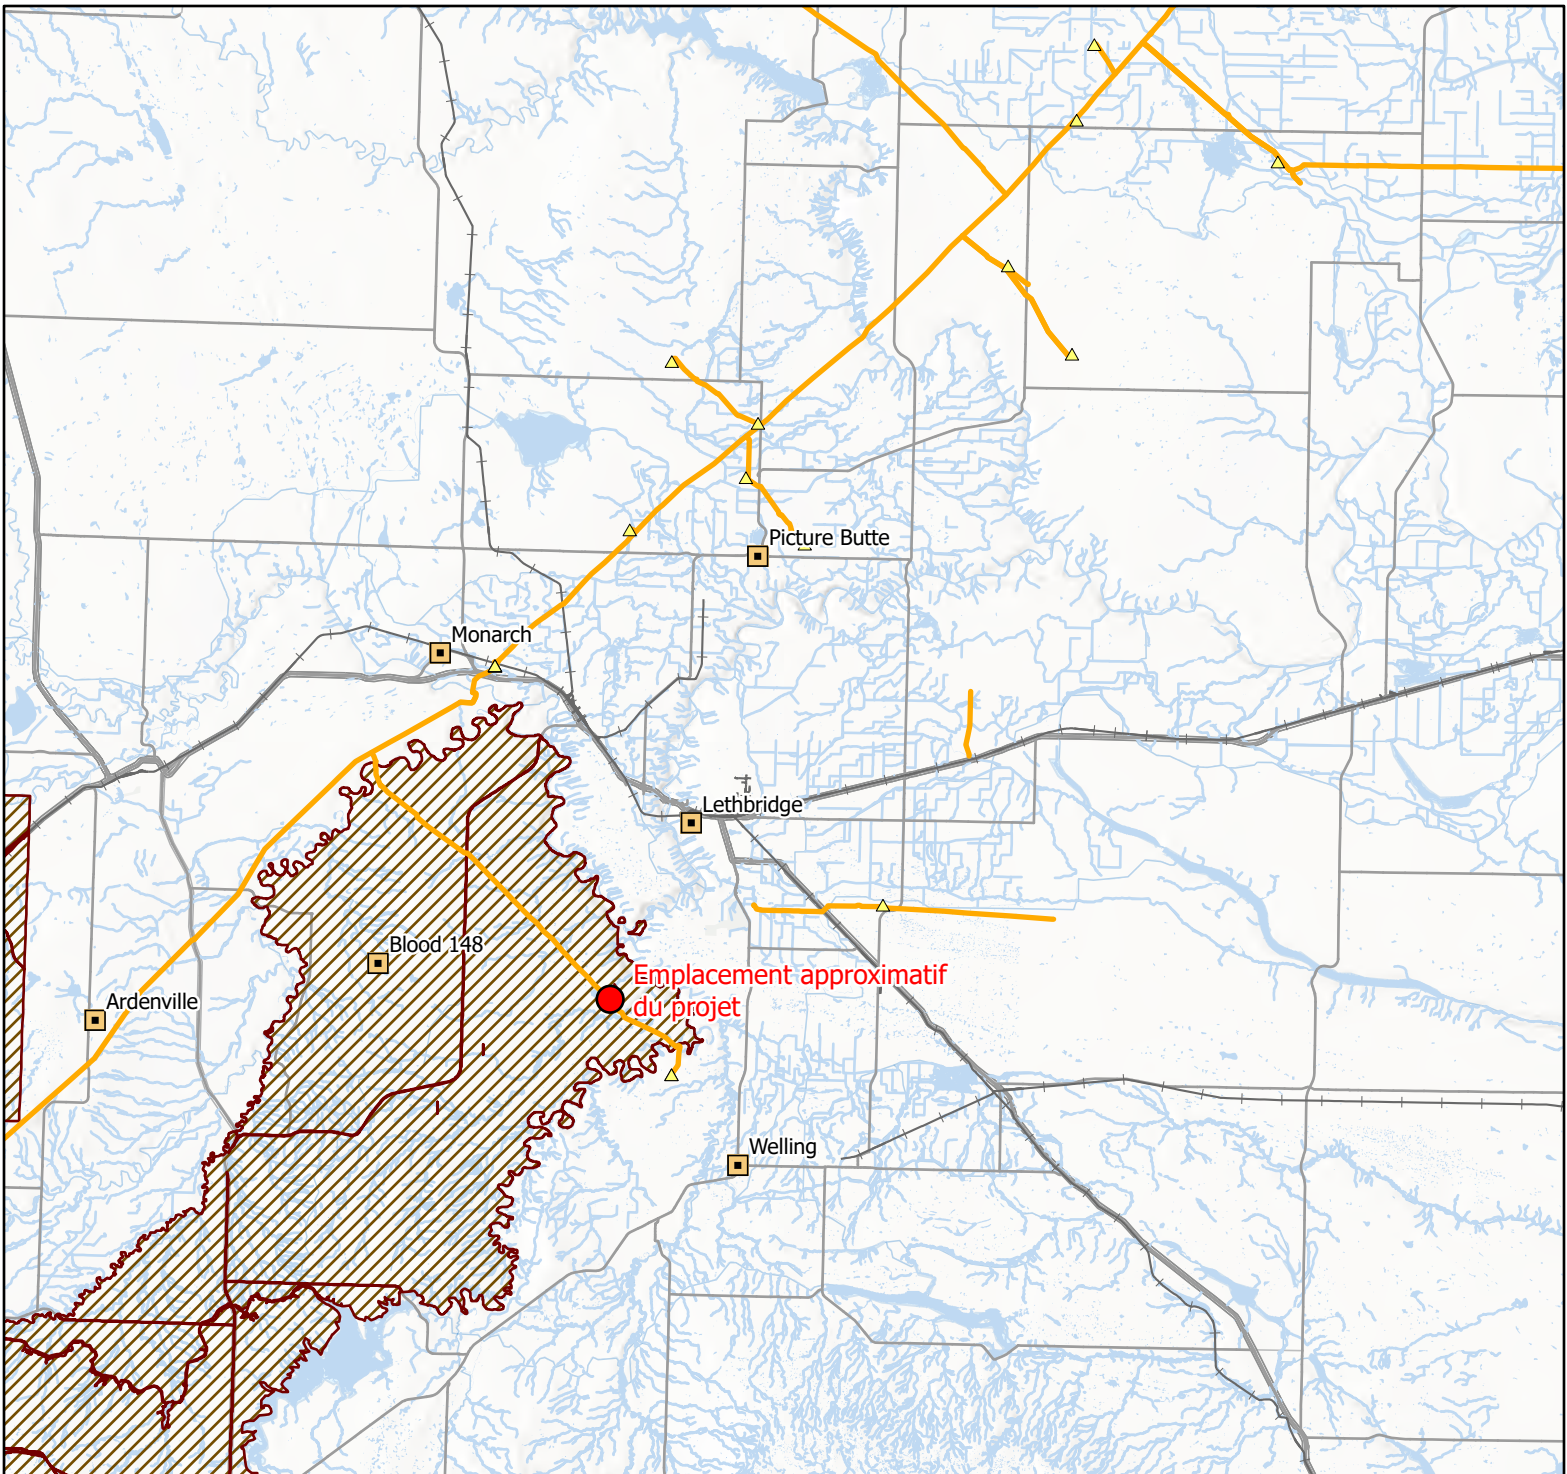 Picture Butte
Monarch
Lethbridge
Blood 148
Emplacement approximatif
du projet
Ardenville
Welling